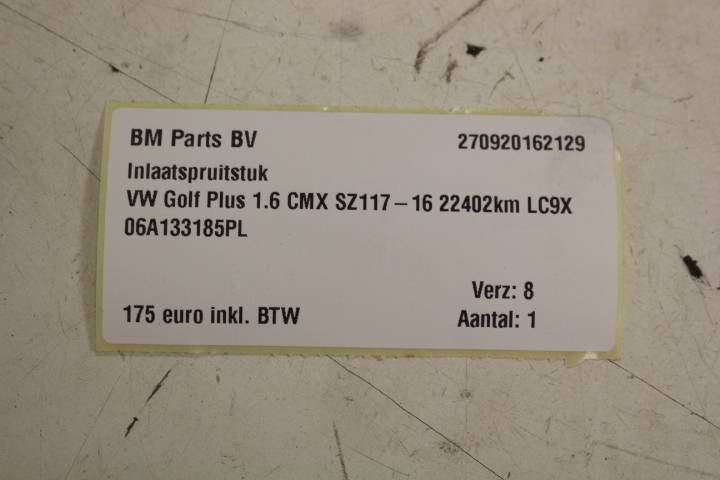 BM Parts BV 270920162129
Inlaatspruitstuk
VW Golf Plus 1.6 CMX SZ117-16 22402km LC9X
06A133185PL
Verz: 8
175 euro inkl. BTW Aantal: 1